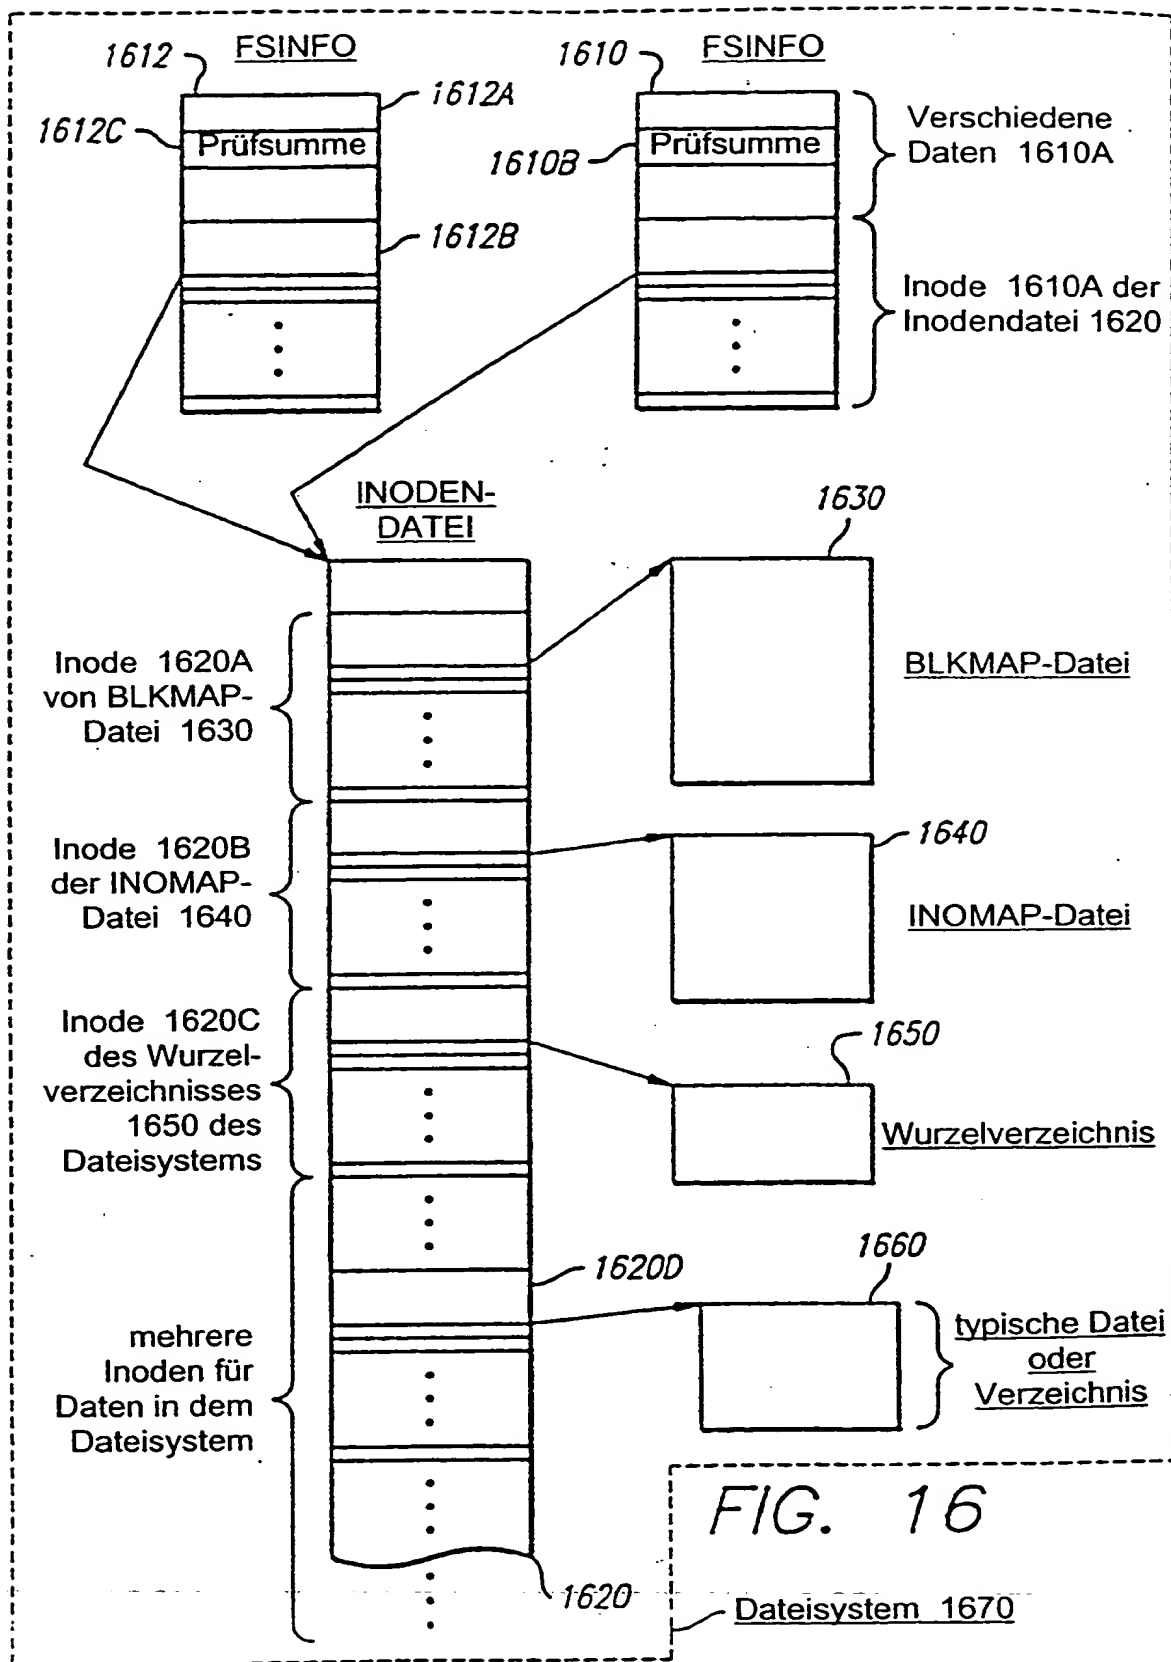 FSINFO
1612
1612A
1612C
Prüfsumme
1612B
FSINFO
1610
1610B
Prüfsumme
Verschiedene
Daten 1610A
Inode 1610A der
Inodendatei 1620
INODEN-
DATEI
1630
BLKMAP-Datei
Inode 1620A
von BLKMAP-
Datei 1630
1640
INOMAP-Datei
Inode 1620B
der INOMAP-
Datei 1640
1650
Wurzelverzeichnis
Inode 1620C
des Wurzel-
verzeichnisses
1650 des
Dateisystems
1620D
1660
typische Datei
oder
Verzeichnis
mehrere
Inoden für
Daten in dem
Dateisystem
1620
FIG. 16
Dateisystem 1670